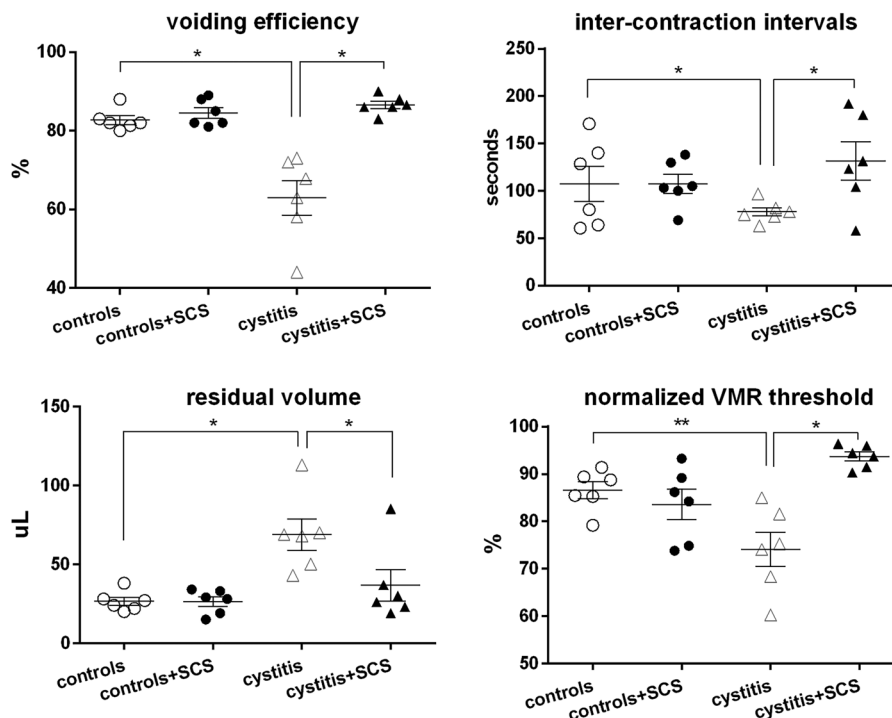 voiding efficiency
*
*
%
100
80
60
40
controls
controls+SCS
cystitis
cystitis+SCS
inter-contraction intervals
*
*
seconds
250
200
150
100
50
0
controls
controls+SCS
cystitis
cystitis+SCS
residual volume
*
*
uL
150
100
50
0
controls
controls+SCS
cystitis
cystitis+SCS
normalized VMR threshold
**
*
%
100
90
80
70
60
50
controls
controls+SCS
cystitis
cystitis+SCS